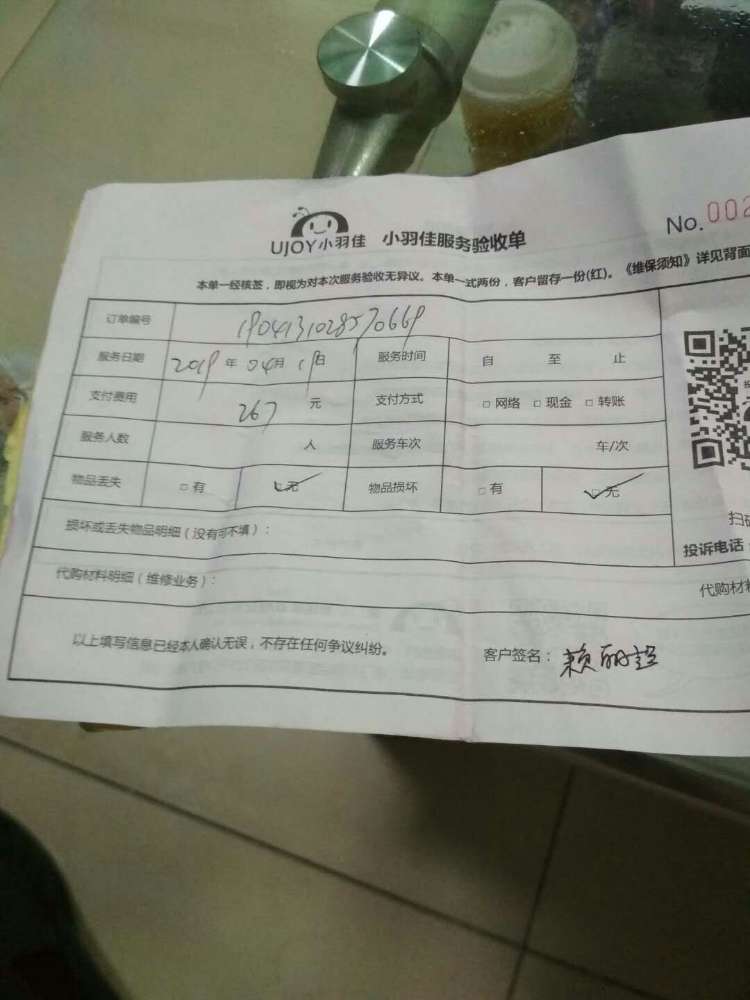 UJOY小羽佳 小羽佳服务验收单
No.002
本单一经核签，即视为对本次服务验收无异议。本单一式两份，客户留存一份(红)。《维保须知》详见背面
订单编号 1904131028570669
服务日期 2019 年 04 月 19 日 服务时间 自 至 止
支付费用 267 元 支付方式 □ 网络 □ 现金 □ 转账
服务人数 人 服务车次 车/次
物品丢失 □ 有 ☑ 无 物品损坏 □ 有 ☑ 无
损坏或丢失物品明细（没有可不填）：
扫
投诉电话
代购材料明细（维修业务）： 代购材
以上填写信息已经本人确认无误，不存在任何争议纠纷。 客户签名：赖丽超